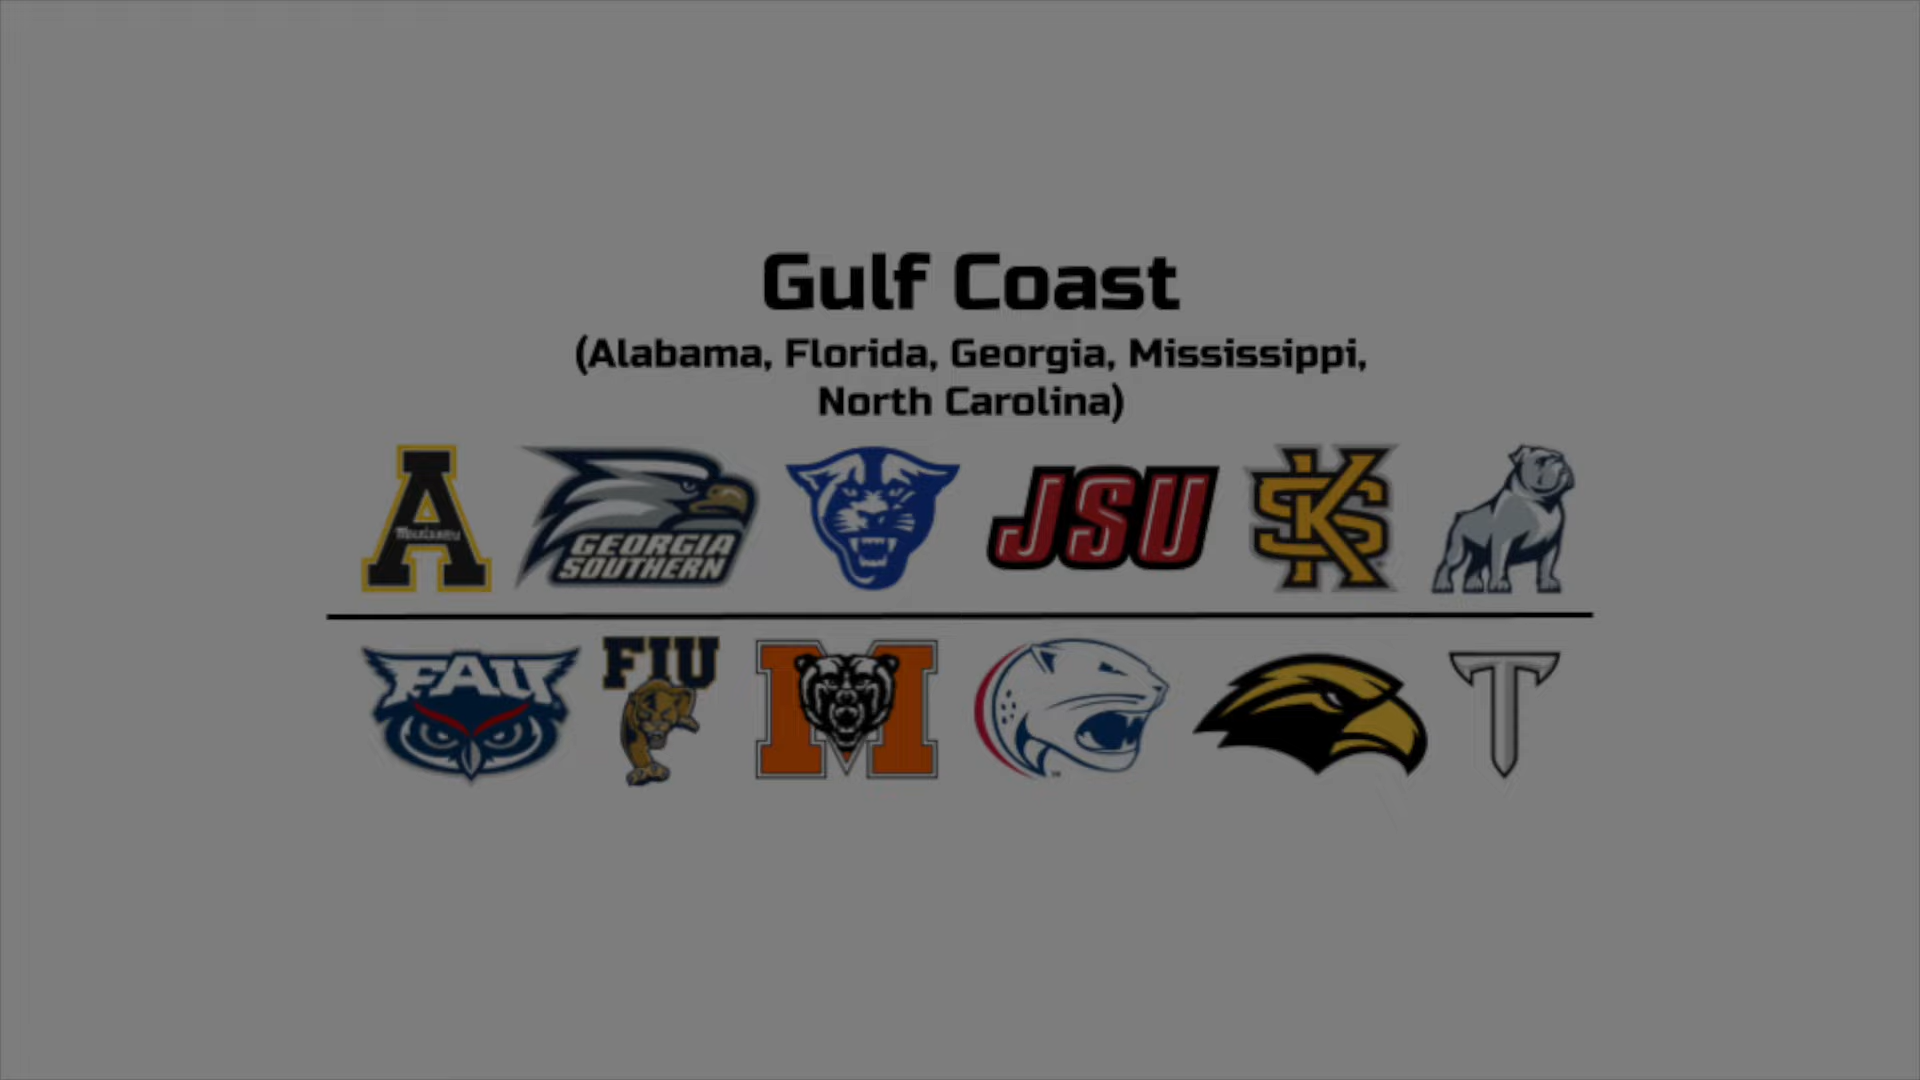 Gulf Coast
(Alabama, Florida, Georgia, Mississippi,
North Carolina)
A
GEORGIA
SOUTHERN
JSU
KS
FAU
FIU
M
T